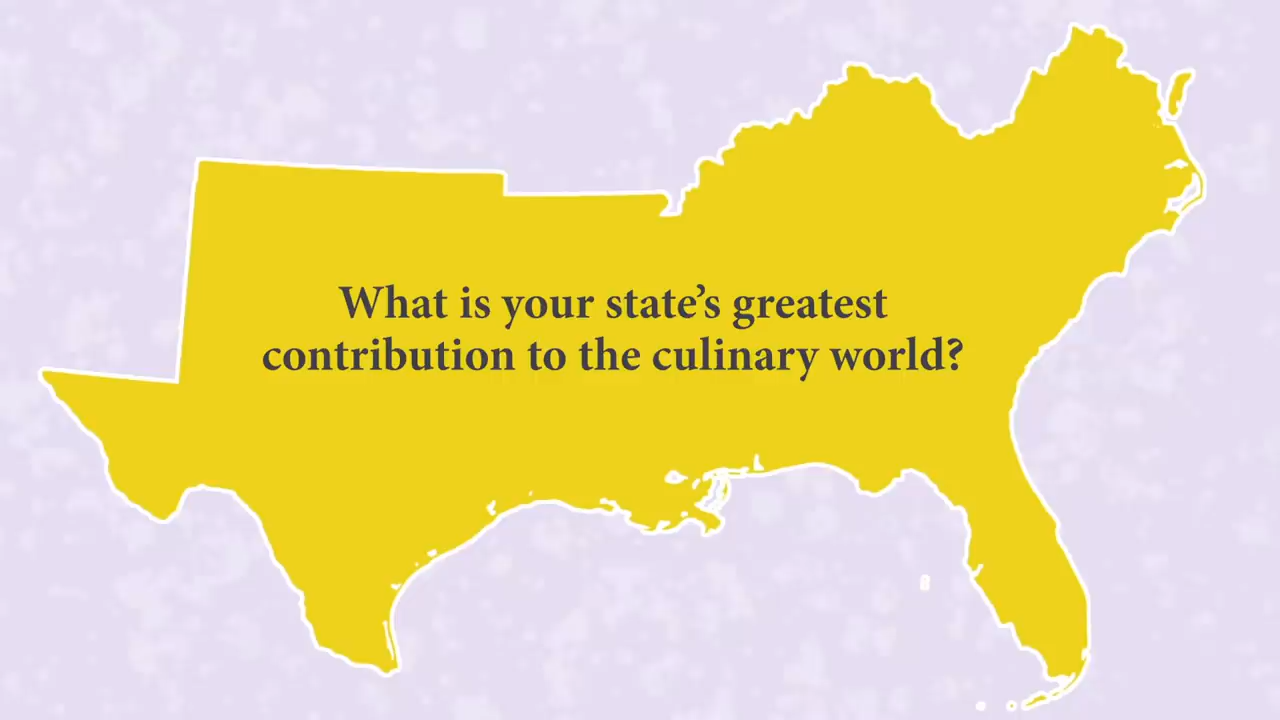 What is your state’s greatest
contribution to the culinary world?